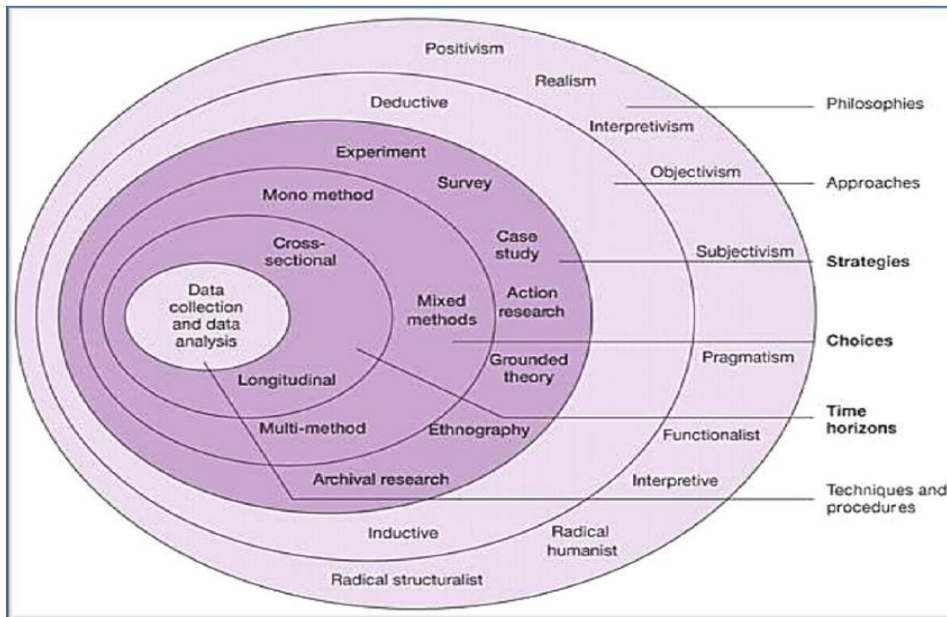 Positivism
Realism
Philosophies
Deductive
Interpretivism
Experiment
Objectivism
Approaches
Survey
Mono method
Cross-
sectional
Case
study
Subjectivism
Strategies
Data
collection
and data
analysis
Mixed
methods
Action
research
Choices
Grounded
theory
Pragmatism
Longitudinal
Time
horizons
Multi-method
Ethnography
Functionalist
Archival research
Interpretive
Techniques and
procedures
Inductive
Radical
humanist
Radical structuralist